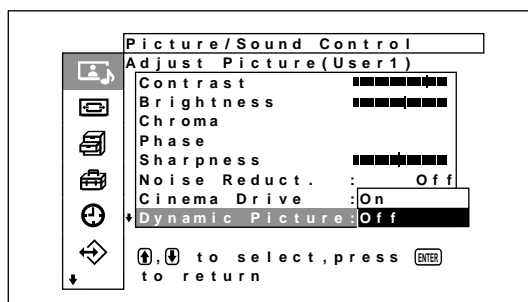 Picture/Sound Control
Adjust Picture(User1)
Contrast
Brightness
Chroma
Phase
Sharpness
Noise Reduct. : Off
Cinema Drive : On
Dynamic Picture: Off
, to select, press ENTER
to return